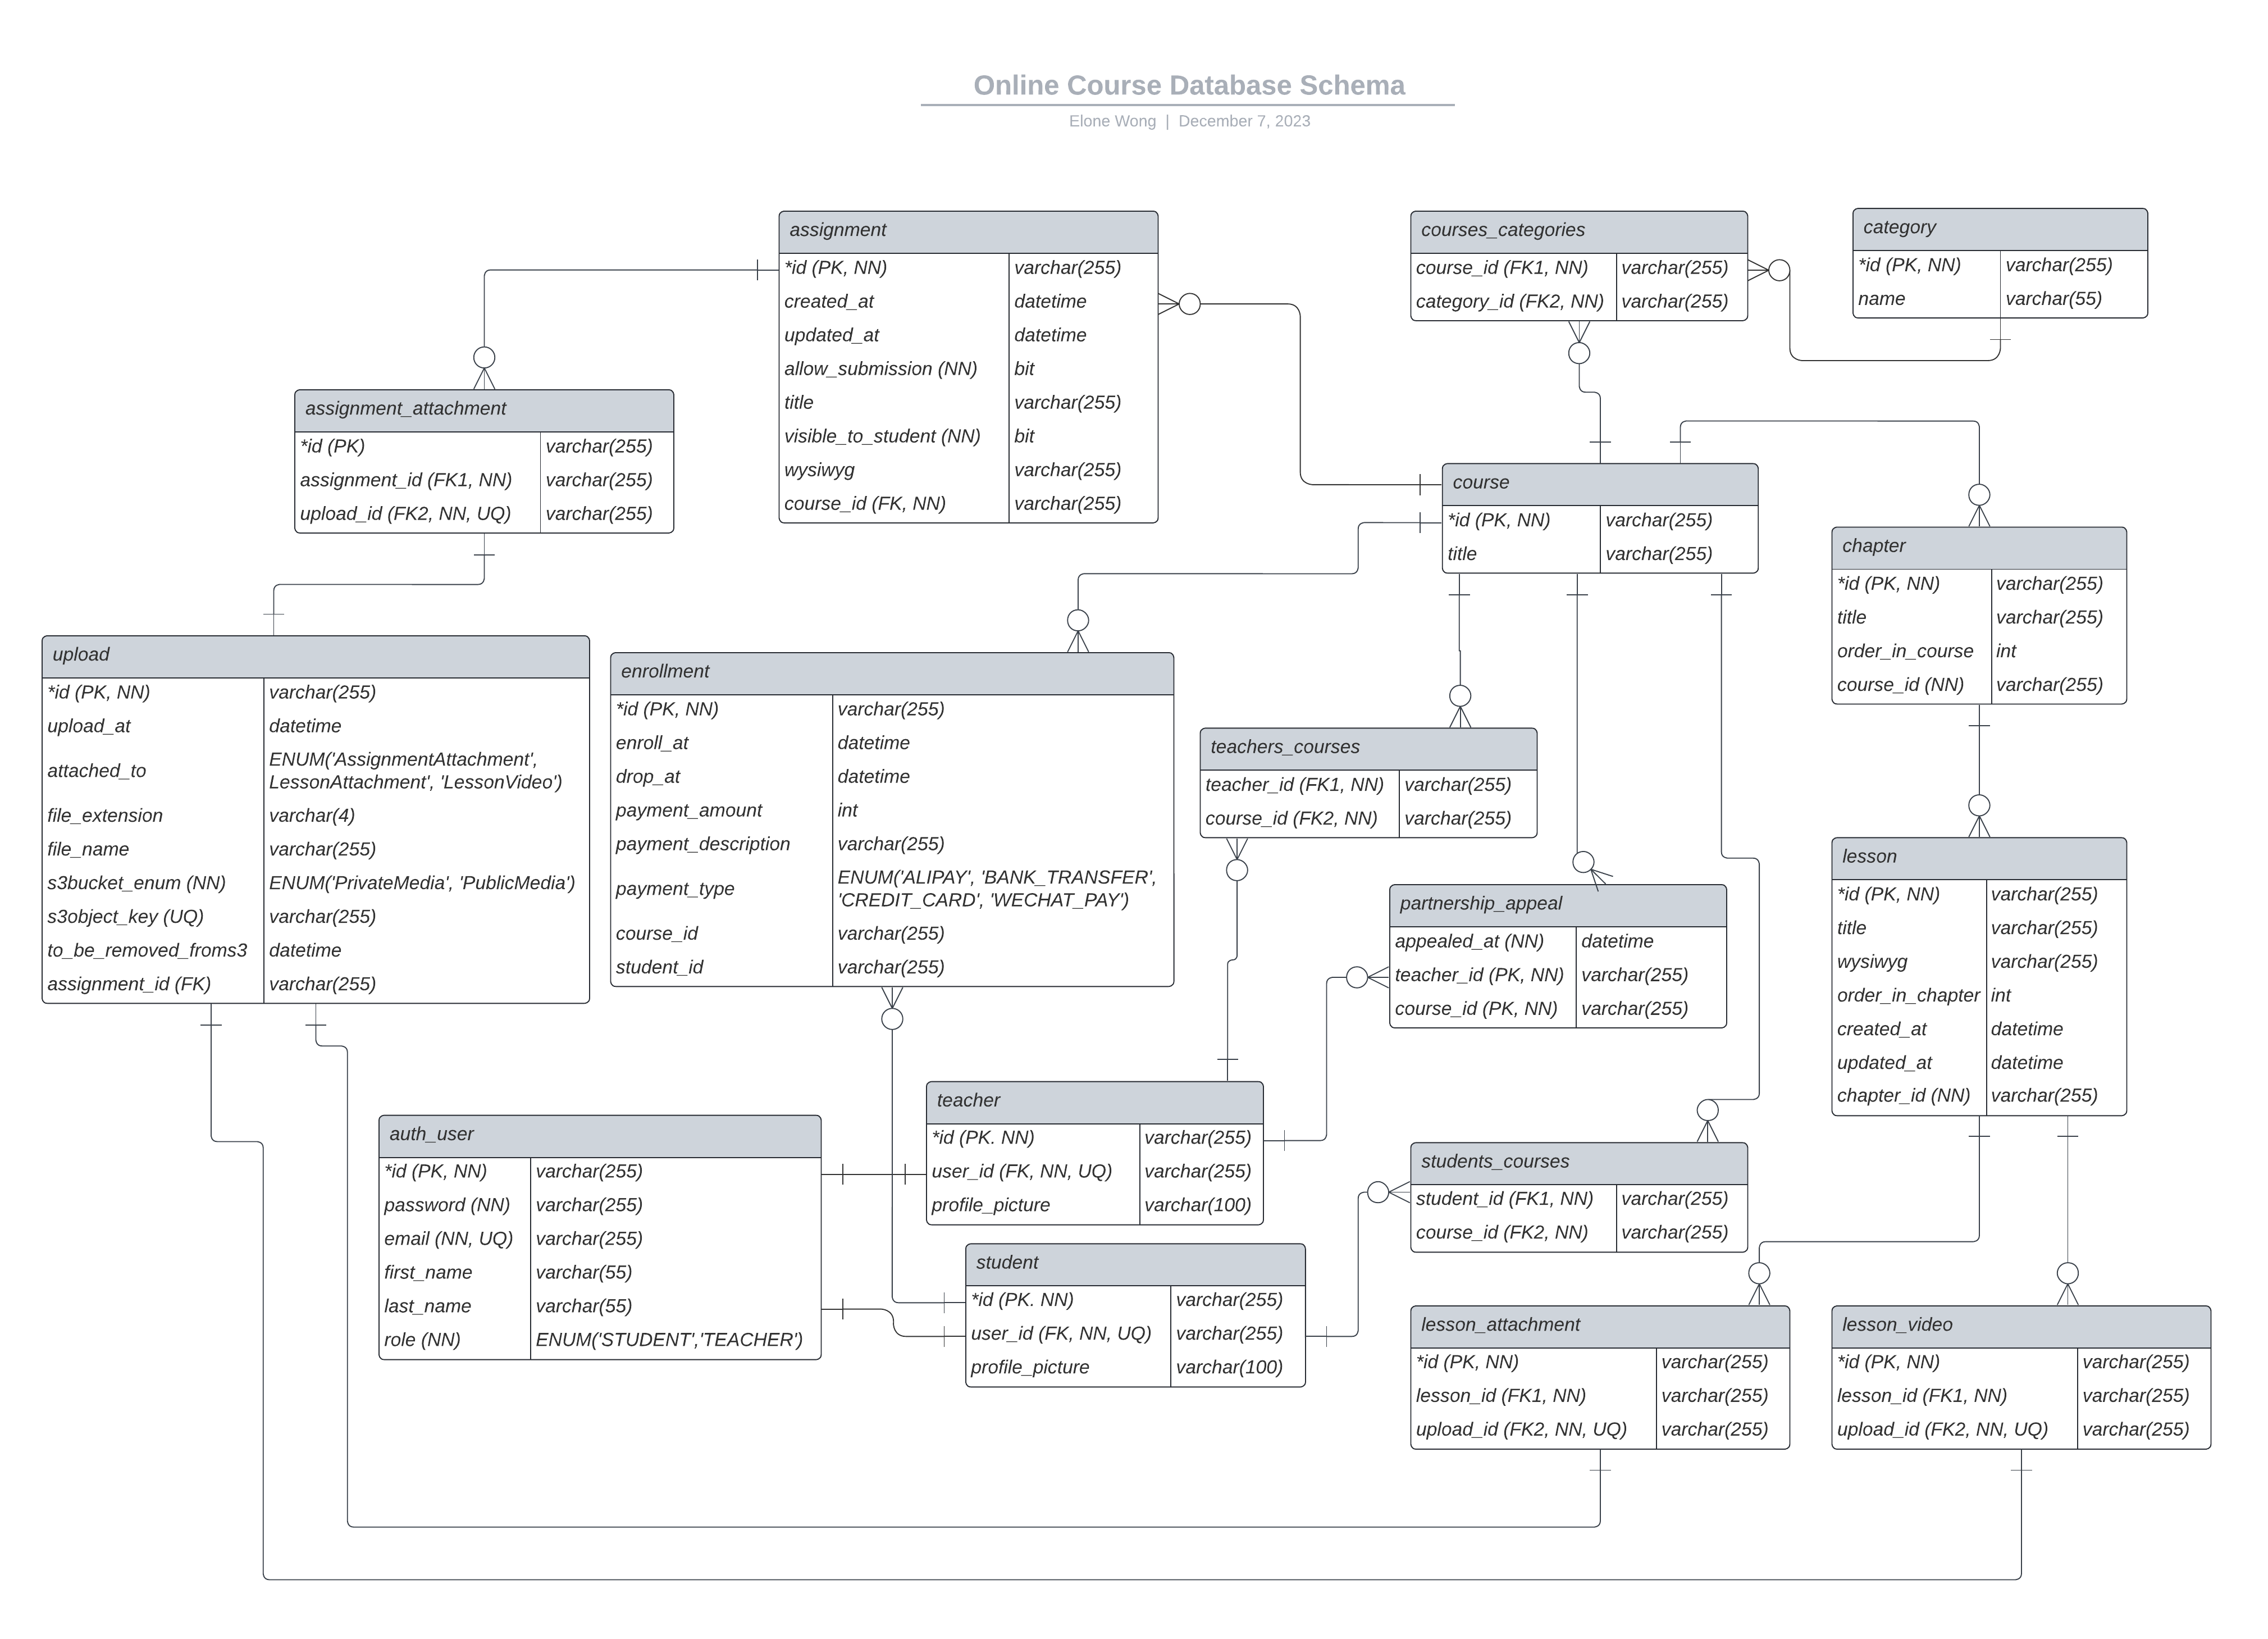 Online Course Database Schema
Elone Wong | December 7, 2023
assignment
*id (PK, NN) varchar(255)
created_at datetime
updated_at datetime
allow_submission (NN) bit
title varchar(255)
visible_to_student (NN) bit
wysiwyg varchar(255)
course_id (FK, NN) varchar(255)
courses_categories
course_id (FK1, NN) varchar(255)
category_id (FK2, NN) varchar(255)
category
*id (PK, NN) varchar(255)
name varchar(55)
assignment_attachment
*id (PK) varchar(255)
assignment_id (FK1, NN) varchar(255)
upload_id (FK2, NN, UQ) varchar(255)
course
*id (PK, NN) varchar(255)
title varchar(255)
chapter
*id (PK, NN) varchar(255)
title varchar(255)
order_in_course int
course_id (NN) varchar(255)
upload
*id (PK, NN) varchar(255)
upload_at datetime
attached_to ENUM('AssignmentAttachment',
LessonAttachment', 'LessonVideo')
file_extension varchar(4)
file_name varchar(255)
s3bucket_enum (NN) ENUM('PrivateMedia', 'PublicMedia')
s3object_key (UQ) varchar(255)
to_be_removed_froms3 datetime
assignment_id (FK) varchar(255)
enrollment
*id (PK, NN) varchar(255)
enroll_at datetime
drop_at datetime
payment_amount int
payment_description varchar(255)
payment_type ENUM('ALIPAY', 'BANK_TRANSFER',
'CREDIT_CARD', 'WECHAT_PAY')
course_id varchar(255)
student_id varchar(255)
teachers_courses
teacher_id (FK1, NN) varchar(255)
course_id (FK2, NN) varchar(255)
partnership_appeal
appealed_at (NN) datetime
teacher_id (PK, NN) varchar(255)
course_id (PK, NN) varchar(255)
lesson
*id (PK, NN) varchar(255)
title varchar(255)
wysiwyg varchar(255)
order_in_chapter int
created_at datetime
updated_at datetime
chapter_id (NN) varchar(255)
auth_user
*id (PK, NN) varchar(255)
password (NN) varchar(255)
email (NN, UQ) varchar(255)
first_name varchar(55)
last_name varchar(55)
role (NN) ENUM('STUDENT','TEACHER')
teacher
*id (PK. NN) varchar(255)
user_id (FK, NN, UQ) varchar(255)
profile_picture varchar(100)
student
*id (PK. NN) varchar(255)
user_id (FK, NN, UQ) varchar(255)
profile_picture varchar(100)
students_courses
student_id (FK1, NN) varchar(255)
course_id (FK2, NN) varchar(255)
lesson_attachment
*id (PK, NN) varchar(255)
lesson_id (FK1, NN) varchar(255)
upload_id (FK2, NN, UQ) varchar(255)
lesson_video
*id (PK, NN) varchar(255)
lesson_id (FK1, NN) varchar(255)
upload_id (FK2, NN, UQ) varchar(255)